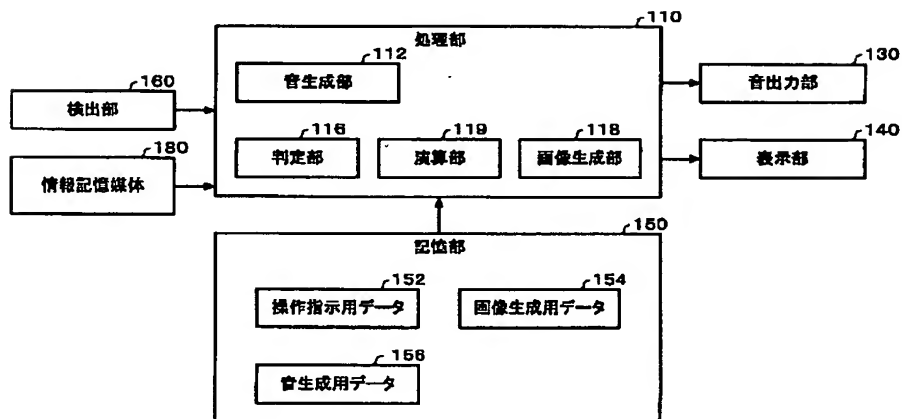 110
処理部
112
音生成部
160
検出部
130
音出力部
116
判定部
119
演算部
118
画像生成部
180
情報記憶媒体
140
表示部
150
記憶部
152
操作指示用データ
154
画像生成用データ
156
音生成用データ